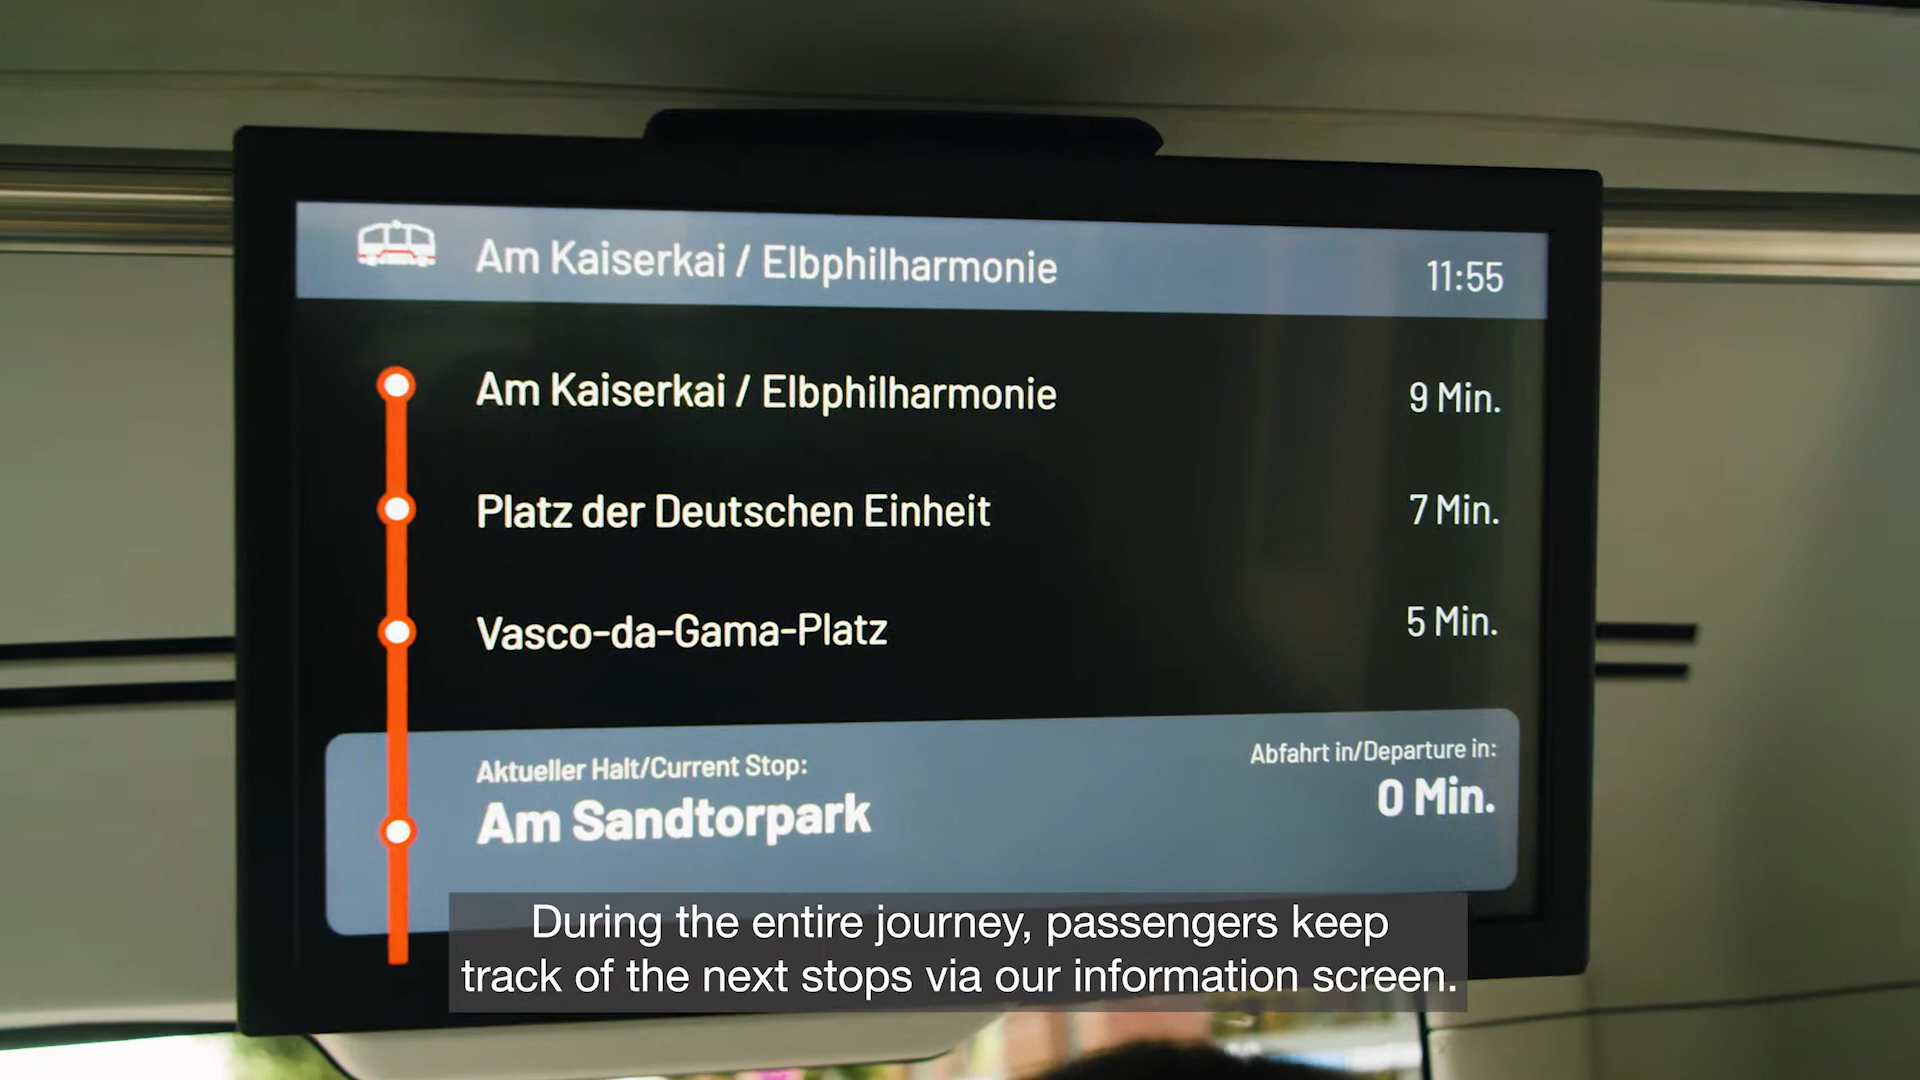 Am Kaiserkai / Elbphilharmonie
11:55
Am Kaiserkai / Elbphilharmonie
9 Min.
Platz der Deutschen Einheit
7 Min.
Vasco-da-Gama-Platz
5 Min.
Aktueller Halt/Current Stop:
Abfahrt in/Departure in:
Am Sandtorpark
0 Min.
During the entire journey, passengers keep
track of the next stops via our information screen.